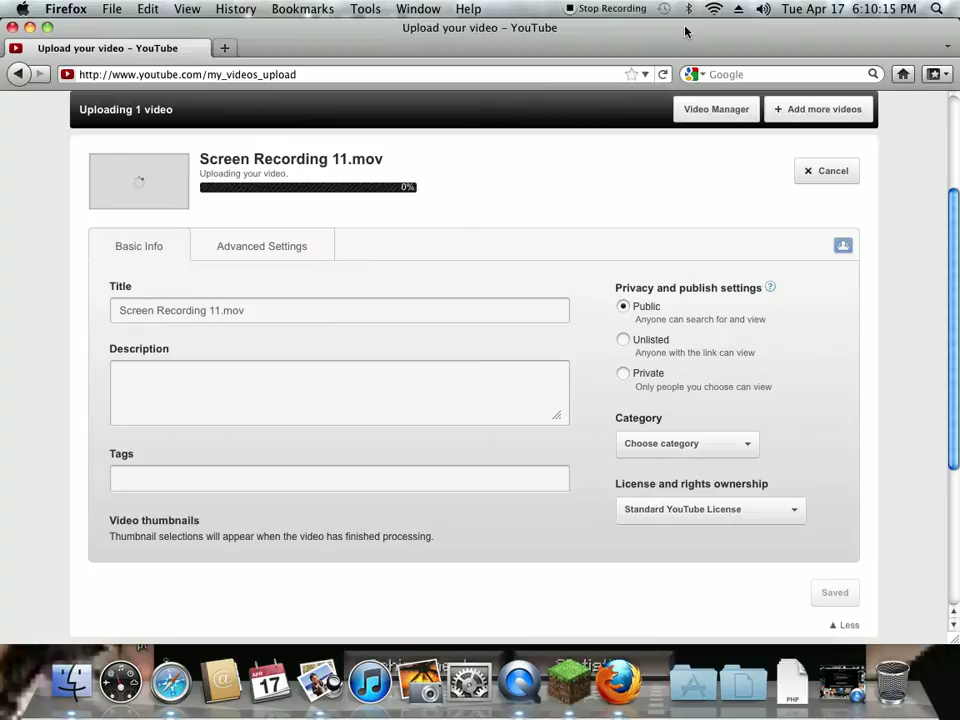 Firefox File Edit View History Bookmarks Tools Window Help Stop Recording Tue Apr 17 6:10:15 PM
Upload your video – YouTube
Upload your video – YouTube
http://www.youtube.com/my_videos_upload Google
Uploading 1 video Video Manager + Add more videos
Screen Recording 11.mov
Uploading your video.
0%
Cancel
Basic Info Advanced Settings
Title
Screen Recording 11.mov
Description
Tags
Video thumbnails
Thumbnail selections will appear when the video has finished processing.
Privacy and publish settings ?
Public
Anyone can search for and view
Unlisted
Anyone with the link can view
Private
Only people you choose can view
Category
Choose category
License and rights ownership
Standard YouTube License
Saved
Less
17
PHP